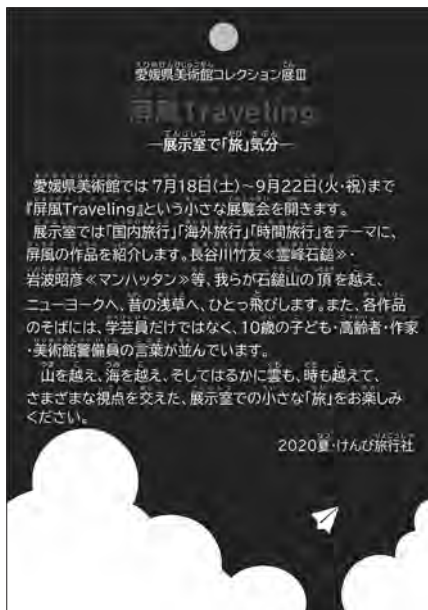 愛媛県美術館コレクション展Ⅲ
屏風Traveling
―展示室で「旅」気分―
愛媛県美術館では7月18日(土)~9月22日(火・祝)まで
『屏風Traveling』という小さな展覧会を開きます。
展示室では「国内旅行」「海外旅行」「時間旅行」をテーマに、
屏風の作品を紹介します。長谷川竹友≪霊峰石鎚≫・
岩波昭彦≪マンハッタン≫等、我らが石鎚山の頂を越え、
ニューヨークへ、昔の浅草へ、ひとっ飛びします。また、各作品
のそばには、学芸員だけではなく、10歳の子ども・高齢者・作家
・美術館警備員の言葉が並んでいます。
山を越え、海を越え、そしてはるかに雲も、時も越えて、
さまざまな視点を交えた、展示室での小さな「旅」をお楽しみ
ください。
2020夏・けんび旅行社